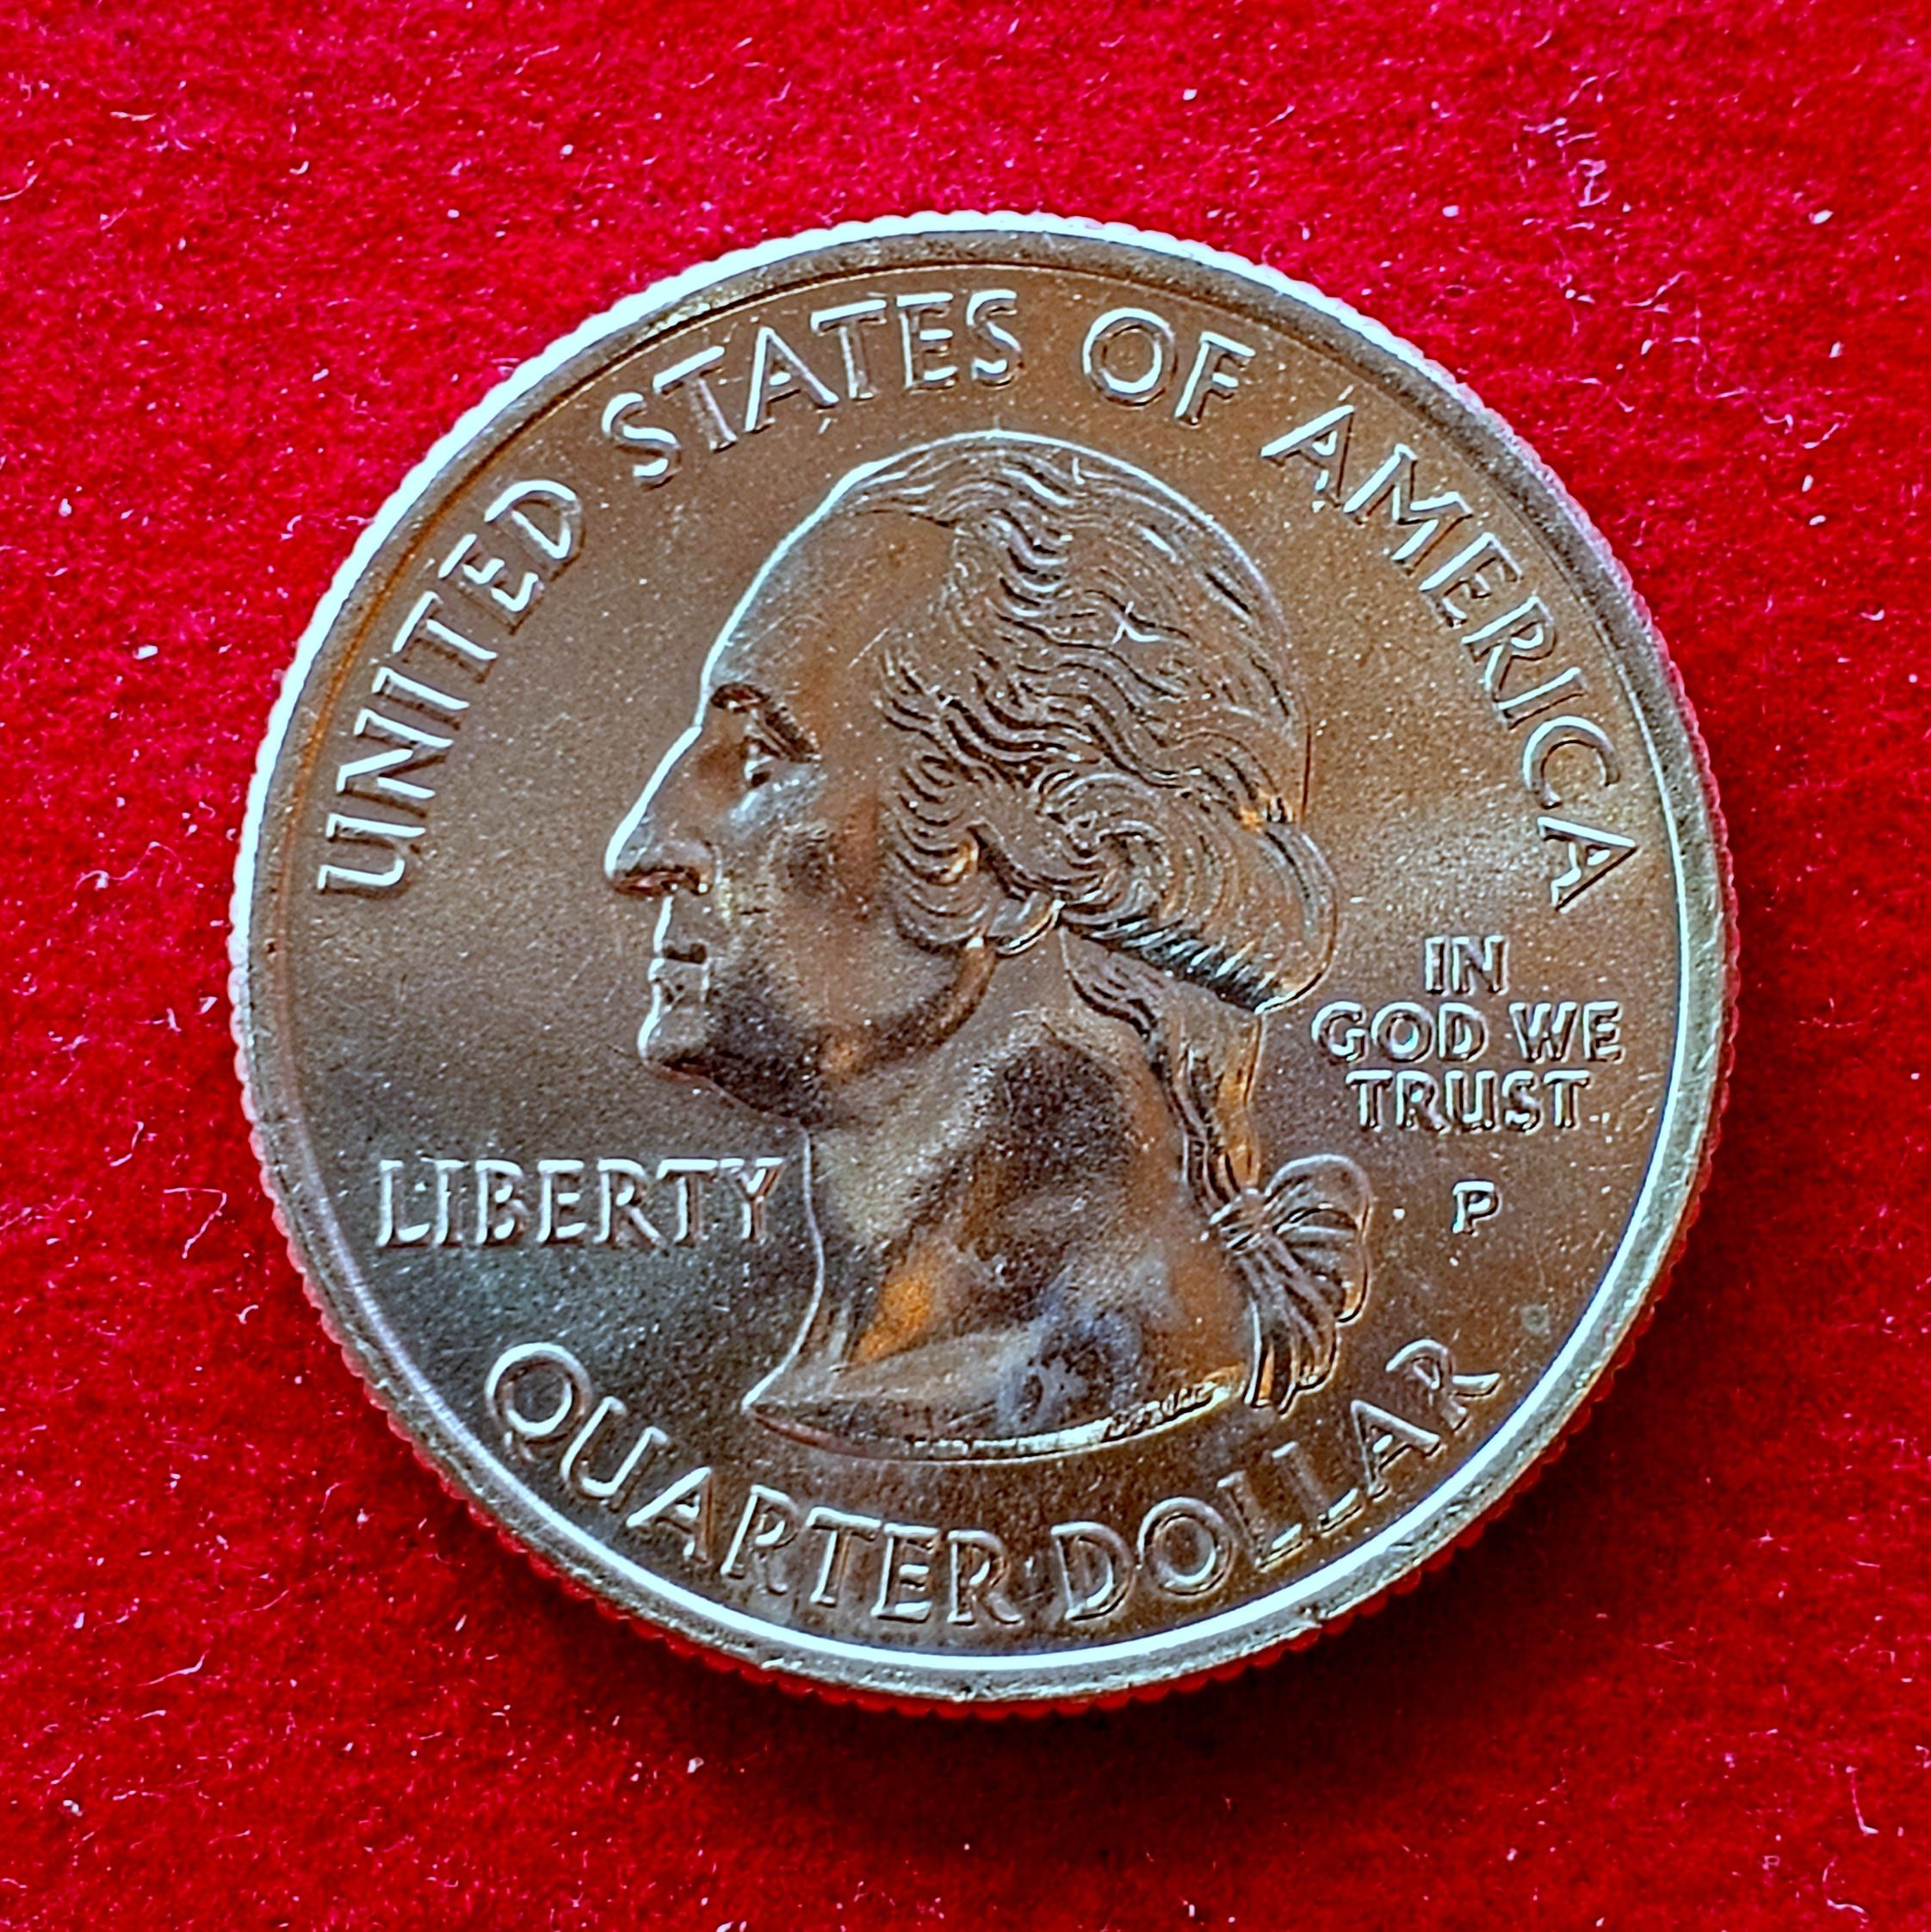 UNITED STATES OF AMERICA
IN
GOD WE
TRUST
LIBERTY
P
QUARTER DOLLAR